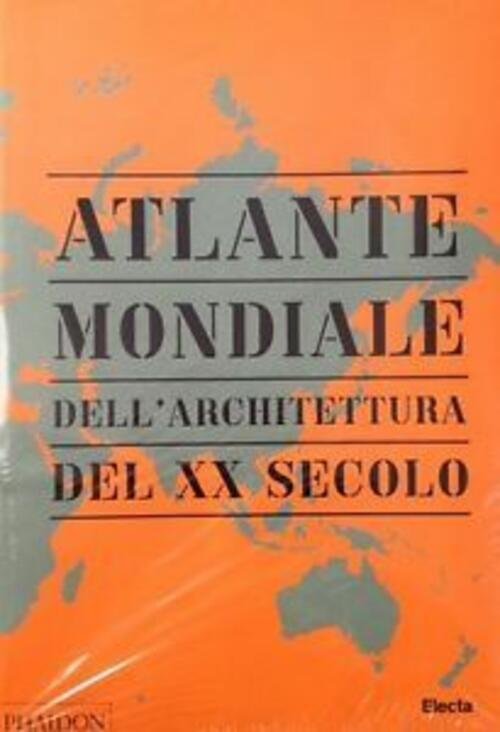 ATLANTE
MONDIALE
DELL'ARCHITETTURA
DEL XX SECOLO
Electa
PHAIDON